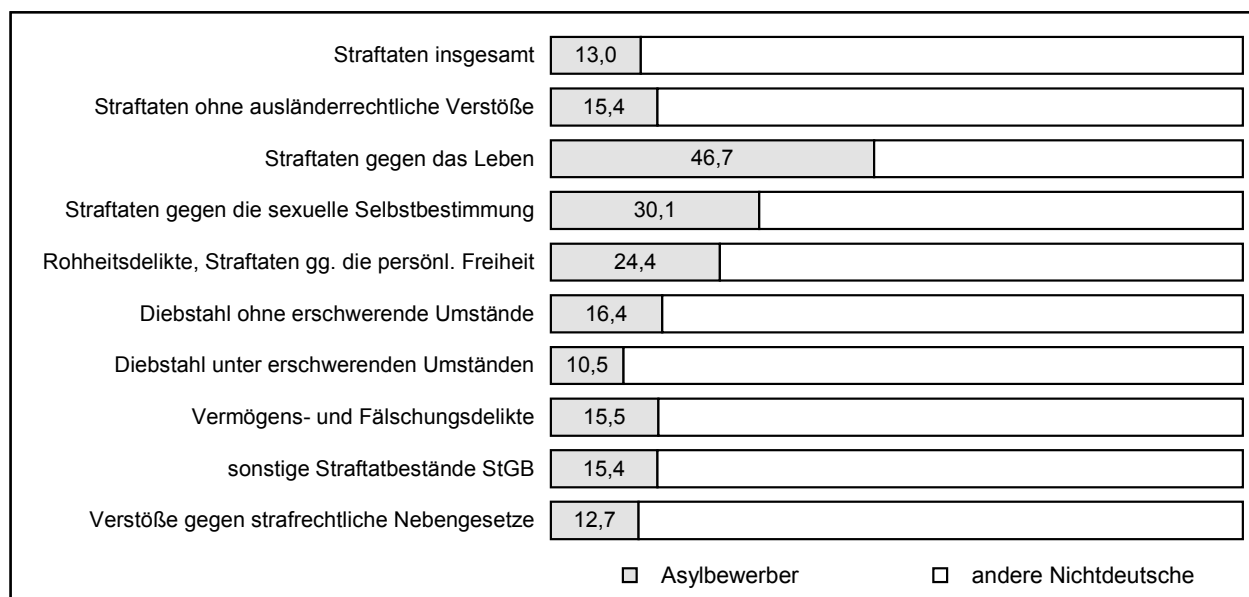 Straftaten insgesamt 13,0
Straftaten ohne ausländerrechtliche Verstöße 15,4
Straftaten gegen das Leben 46,7
Straftaten gegen die sexuelle Selbstbestimmung 30,1
Rohheitsdelikte, Straftaten gg. die persönl. Freiheit 24,4
Diebstahl ohne erschwerende Umstände 16,4
Diebstahl unter erschwerenden Umständen 10,5
Vermögens- und Fälschungsdelikte 15,5
sonstige Straftatbestände StGB 15,4
Verstöße gegen strafrechtliche Nebengesetze 12,7
Asylbewerber andere Nichtdeutsche